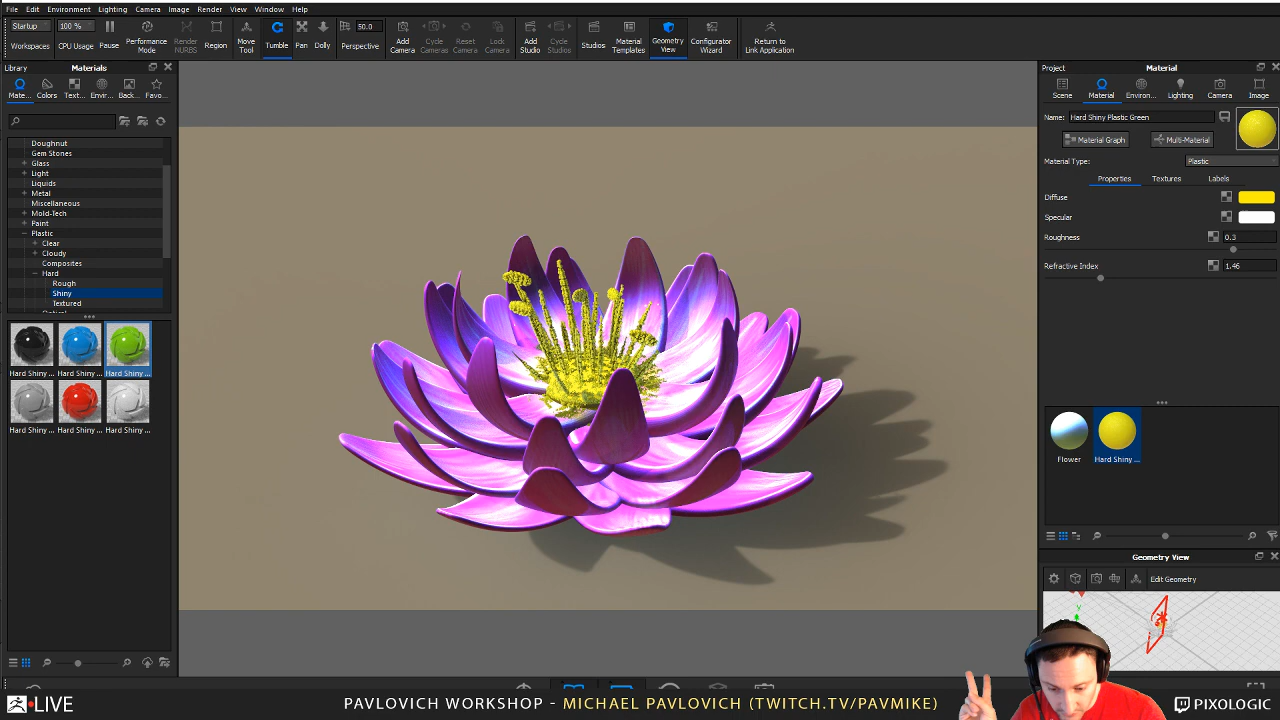 File Edit Environment Lighting Camera Image Render View Window Help
Startup 100 % 50.0
Workspaces CPU Usage Pause Performance Mode Render NURBS Region Move Tool Tumble Pan Dolly Perspective Add Camera Cycle Cameras Reset Camera Lock Camera Add Studio Cycle Studios Studios Material Templates Geometry View Configurator Wizard Return to Link Application
Library Materials
Mate... Colors Text... Envir... Back... Favo...
Doughnut
Gem Stones
Glass
Light
Liquids
Metal
Miscellaneous
Mold-Tech
Paint
Plastic
Clear
Cloudy
Composites
Hard
Rough
Shiny
Textured
Hard Shiny ... Hard Shiny ... Hard Shiny ...
Hard Shiny ... Hard Shiny ... Hard Shiny ...
Project Material
Scene Material Environ... Lighting Camera Image
Name: Hard Shiny Plastic Green
Material Graph Multi-Material
Material Type: Plastic
Properties Textures Labels
Diffuse
Specular
Roughness 0.3
Refractive Index 1.46
Flower Hard Shiny ...
Geometry View
Edit Geometry
Y
LIVE
PAVLOVICH WORKSHOP - MICHAEL PAVLOVICH (TWITCH.TV/PAVMIKE)
PIXOLOGIC